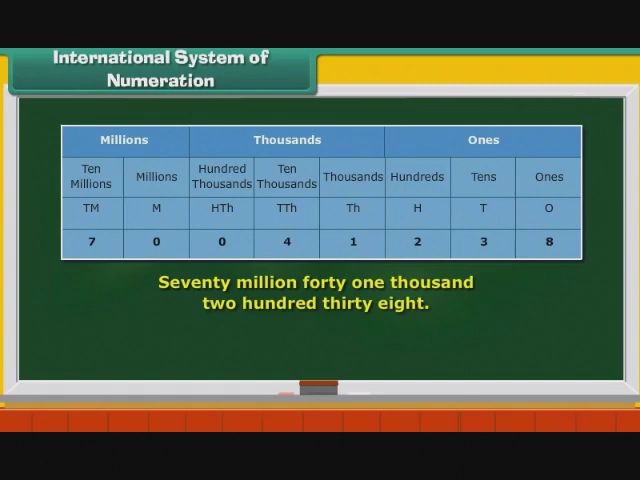 International System of
Numeration
Millions Thousands Ones
Ten Millions Millions Hundred Thousands Ten Thousands Thousands Hundreds Tens Ones
TM M HTh TTh Th H T O
7 0 0 4 1 2 3 8
Seventy million forty one thousand
two hundred thirty eight.